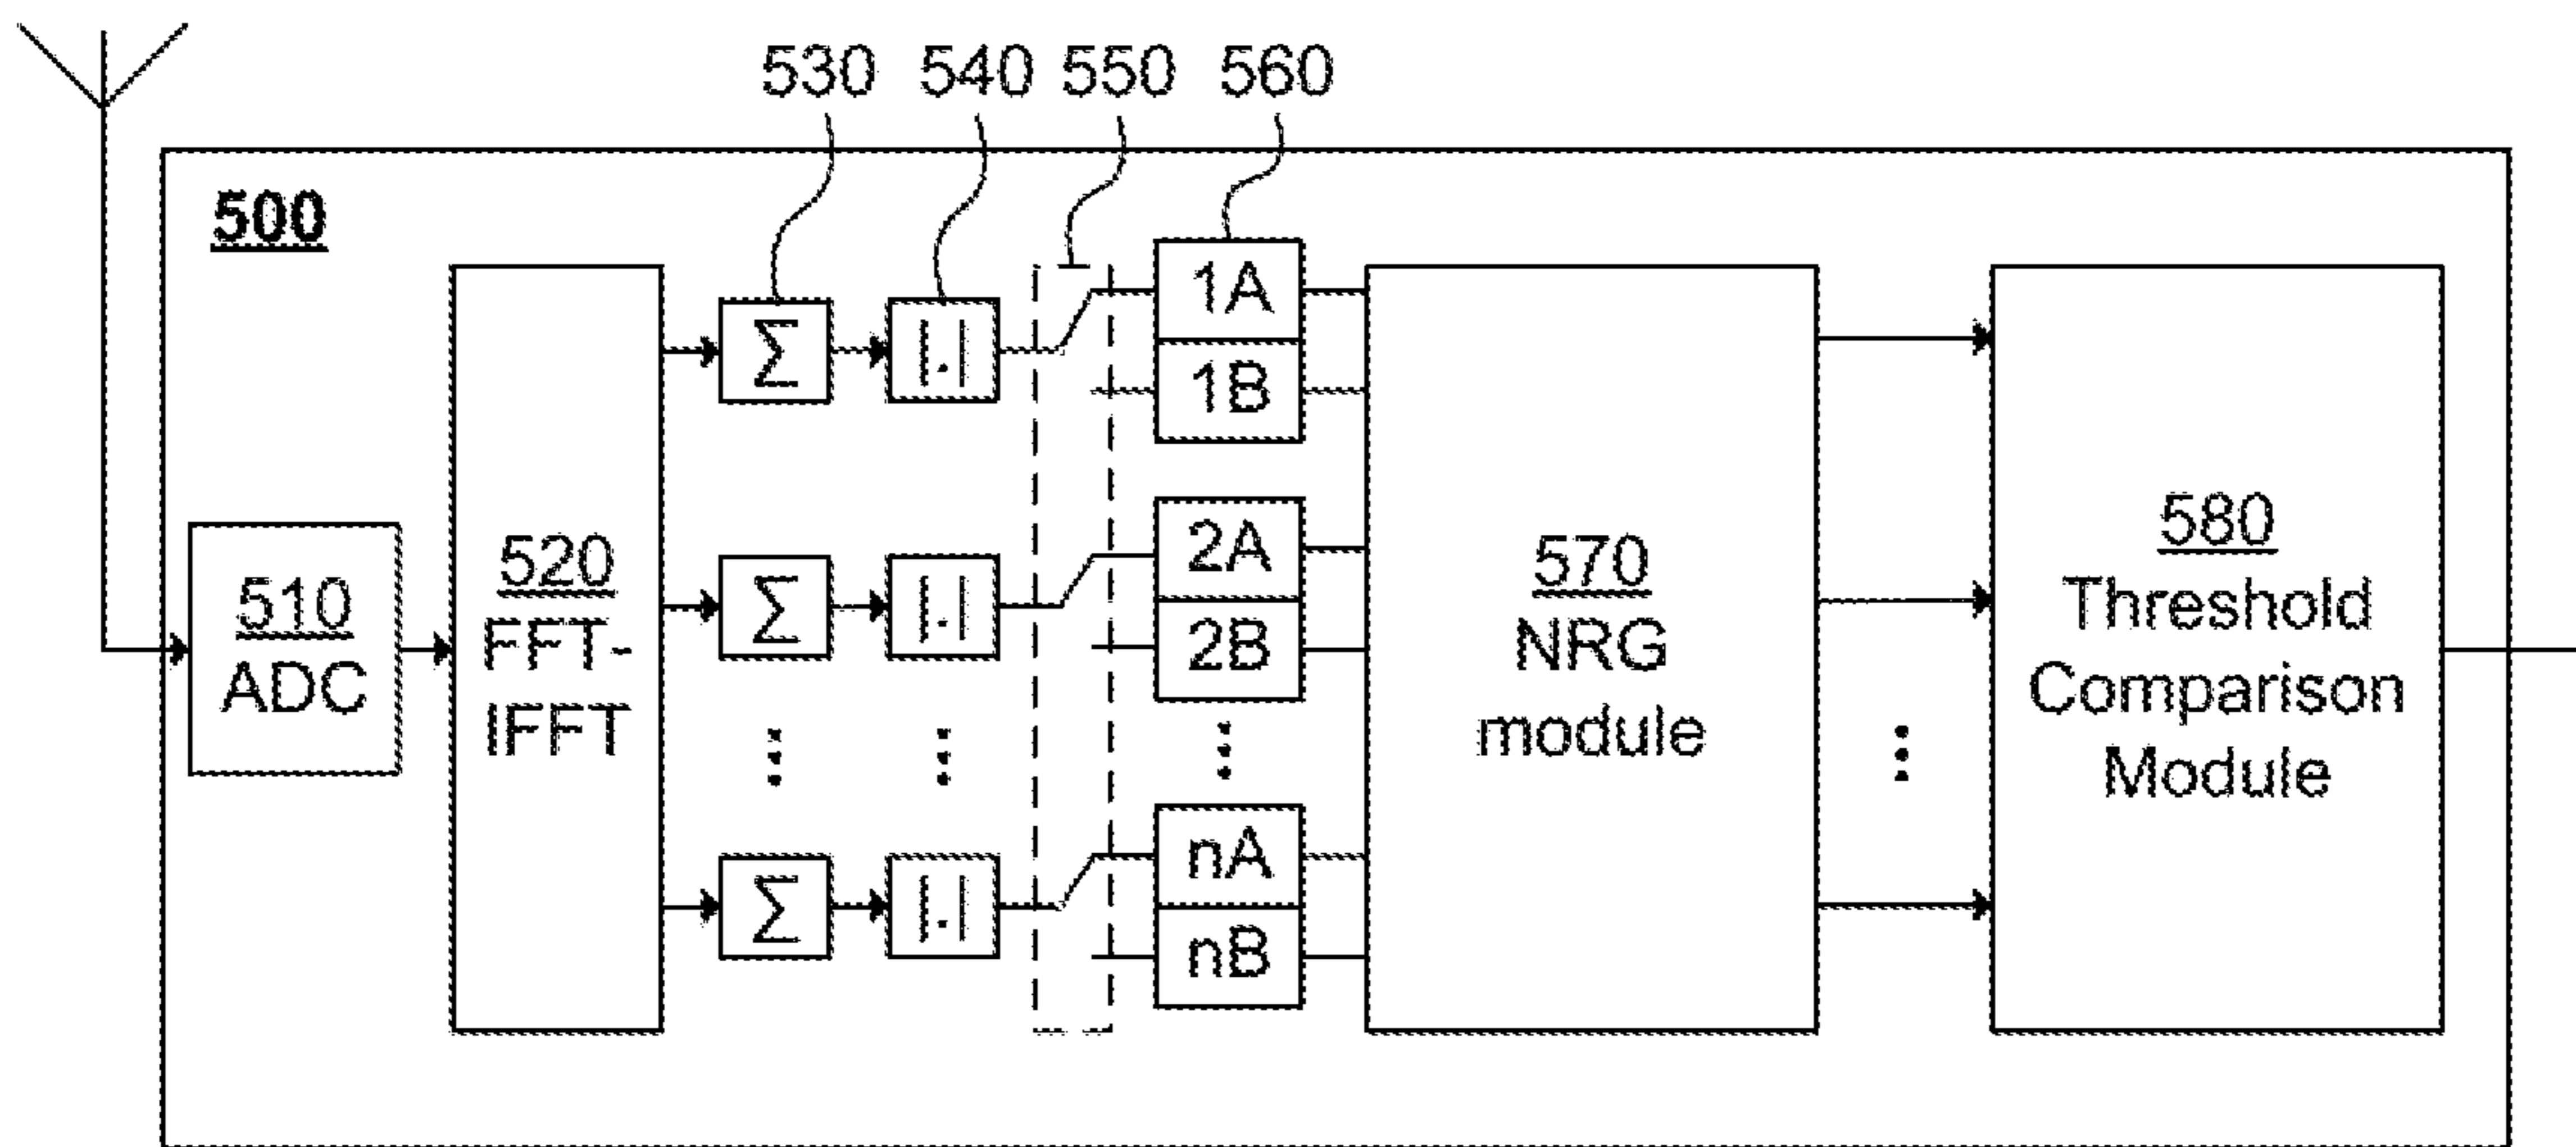 530 540 550 560
500
510
ADC
520
FFT-
IFFT
Σ |.| 1A
1B
Σ |.| 2A
2B
Σ |.| nA
nB
570
NRG
module
580
Threshold
Comparison
Module